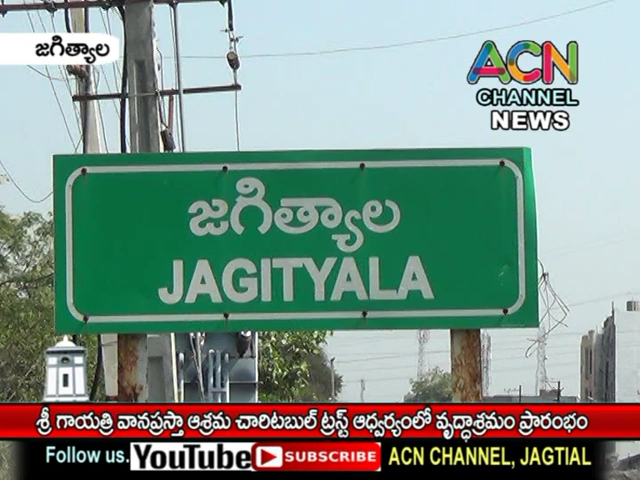 జగిత్యాల
ACN
CHANNEL
NEWS
జగిత్యాల
JAGITYALA
శ్రీ గాయత్రి వానప్రస్తా ఆశ్రమ చారిటబుల్ ట్రస్ట్ ఆధ్వర్యంలో వృద్ధాశ్రమం ప్రారంభం
Follow us. YouTube SUBSCRIBE ACN CHANNEL, JAGTIAL